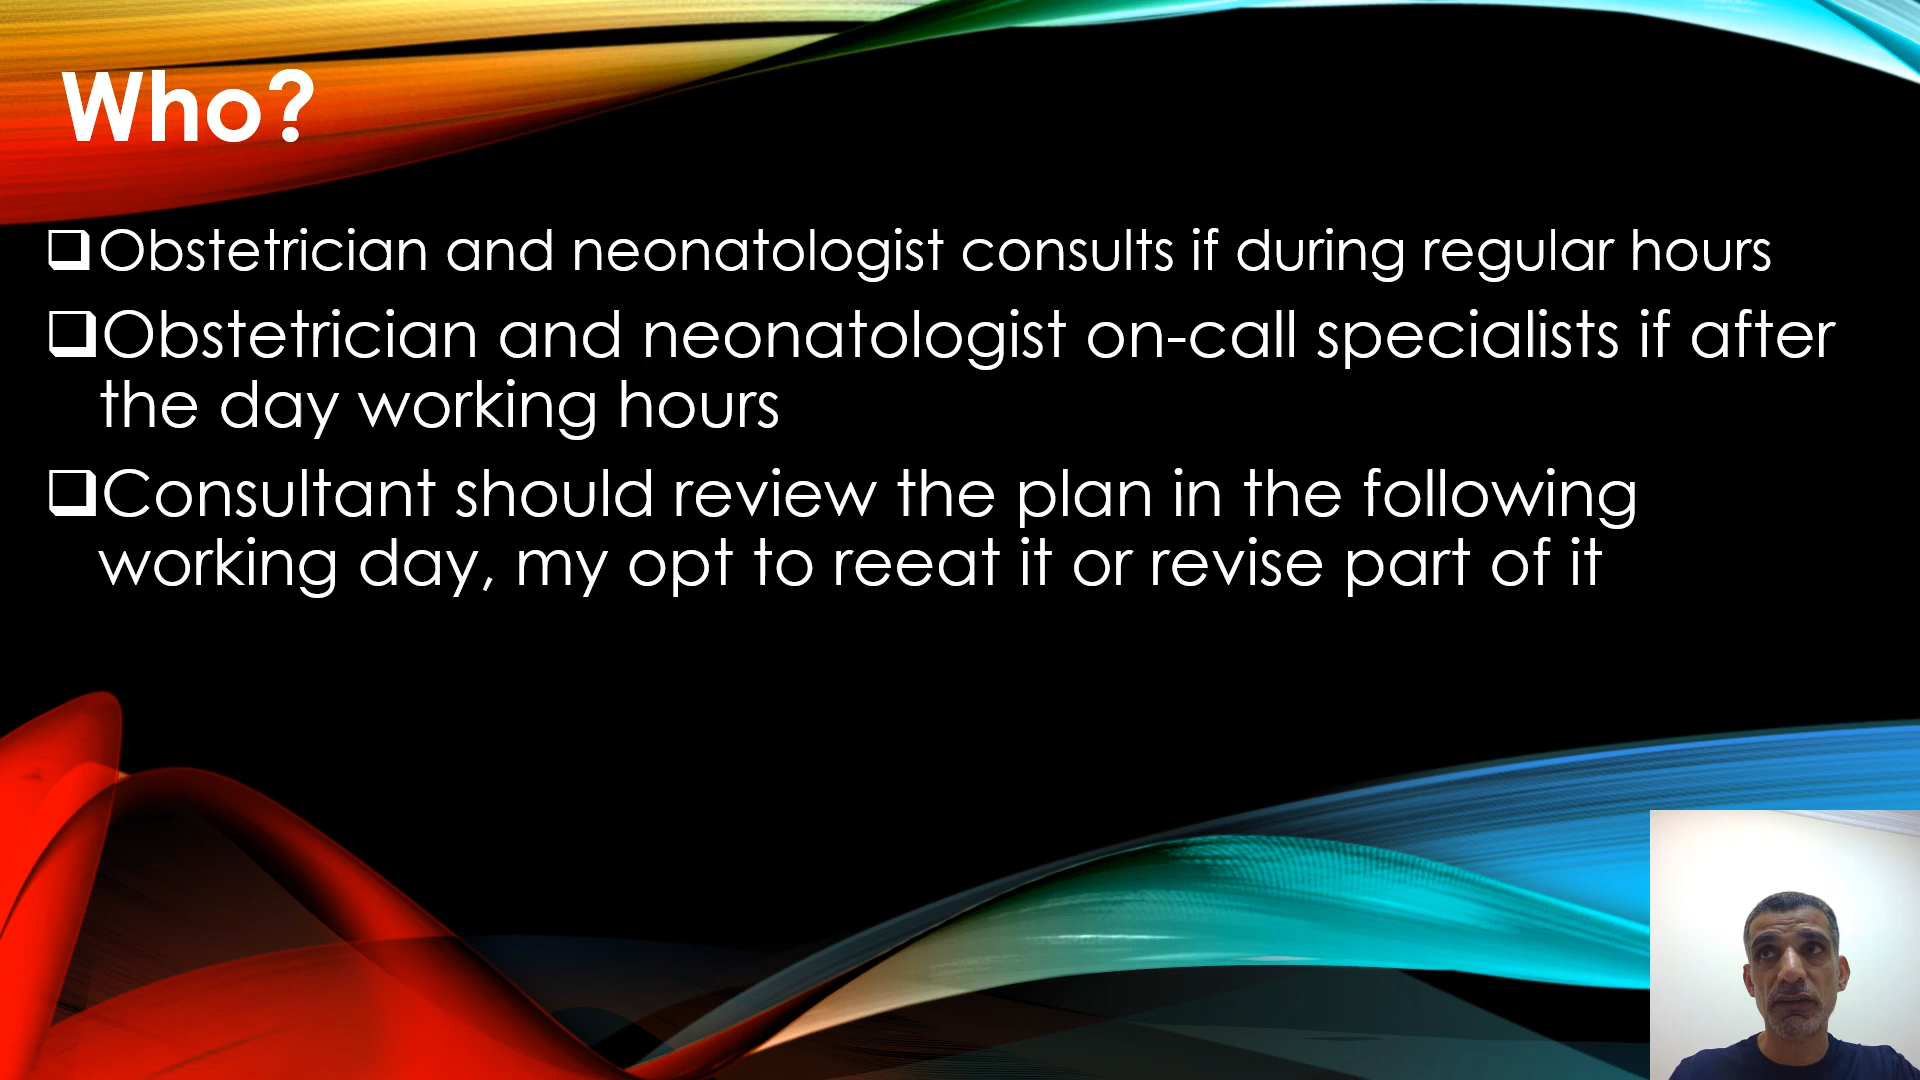 Who?
Obstetrician and neonatologist consults if during regular hours
Obstetrician and neonatologist on-call specialists if after
the day working hours
Consultant should review the plan in the following
working day, my opt to reeat it or revise part of it